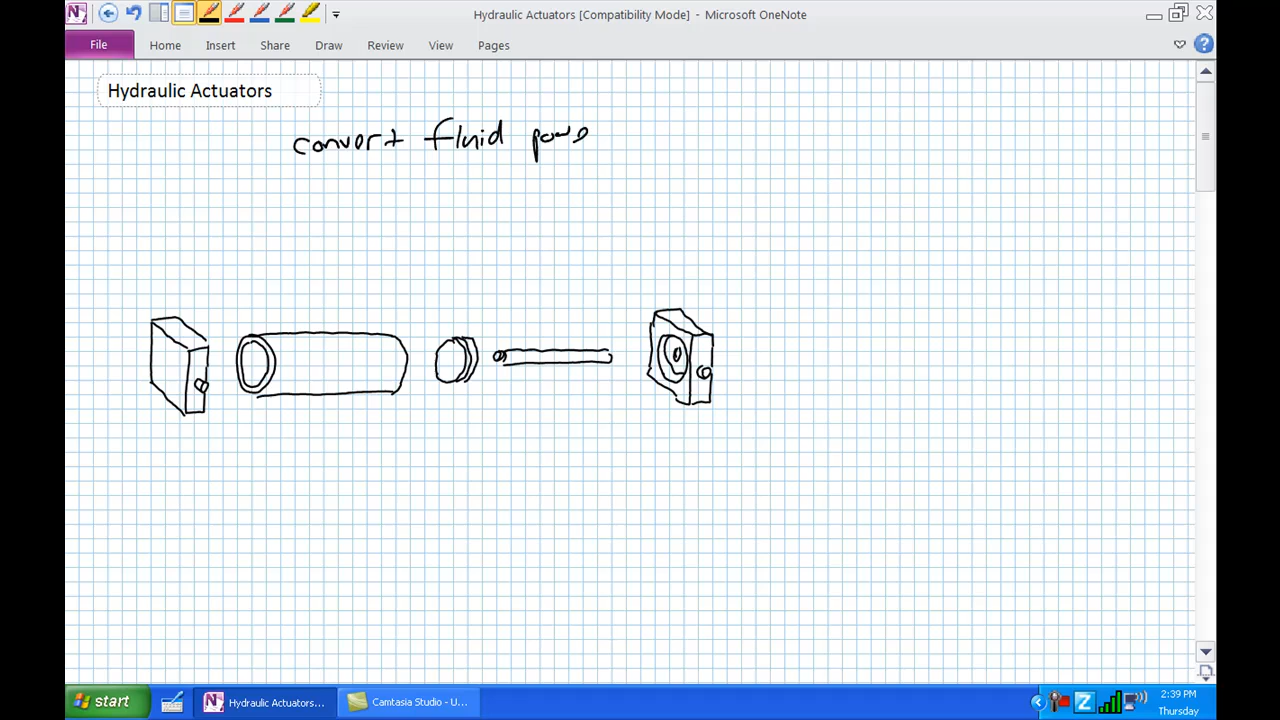 Hydraulic Actuators [Compatibility Mode] - Microsoft OneNote
File Home Insert Share Draw Review View Pages
Hydraulic Actuators
convert fluid
start Hydraulic Actuators... Camtasia Studio - U... 2:39 PM
Thursday